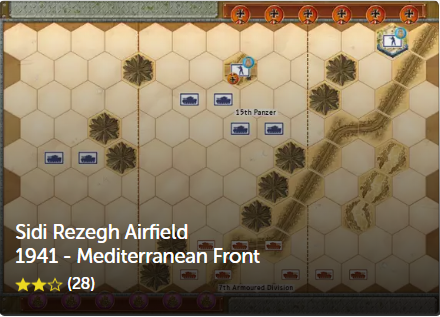 15th Panzer
Sidi Rezegh Airfield
1941 - Mediterranean Front
(28)
7th Armoured Division